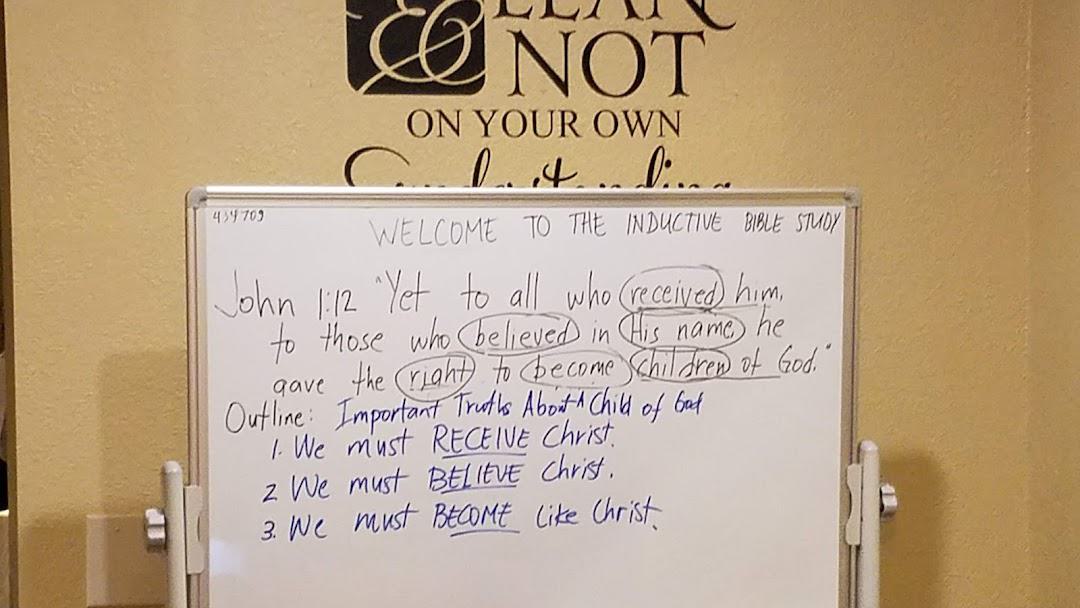 & LEAN
NOT
ON YOUR OWN
Understanding
434709
WELCOME TO THE INDUCTIVE BIBLE STUDY
John 1:12 "Yet to all who received him,
to those who believed in His name he
gave the right to become children of God."
Outline: Important Truths About A Child of God
1. We must RECEIVE Christ.
2 We must BELIEVE Christ.
3. We must BECOME Like Christ.